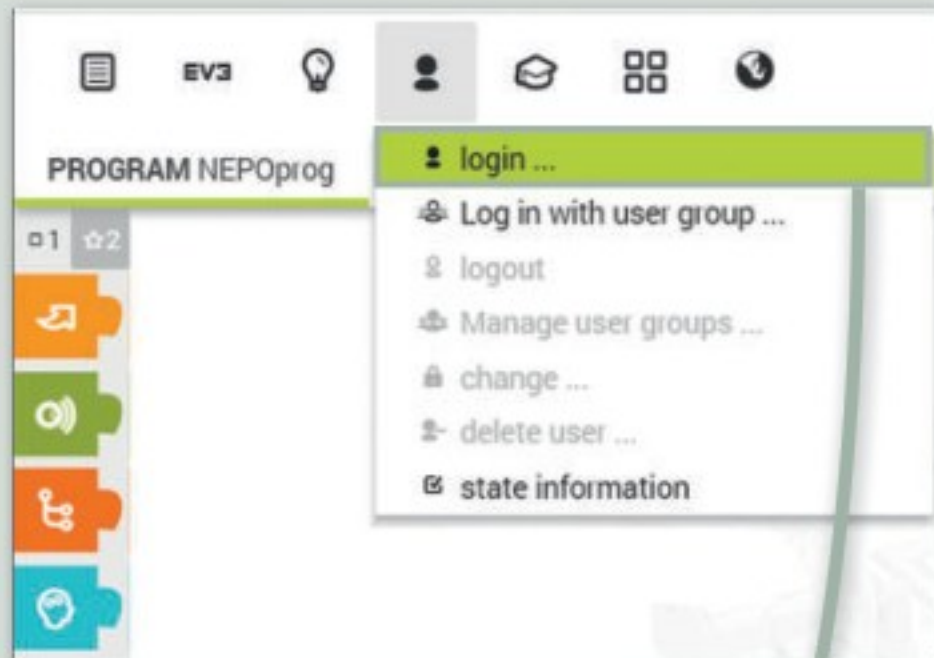 EV3
PROGRAM NEPOprog
1 2
login ...
Log in with user group ...
logout
Manage user groups ...
change ...
delete user ...
state information